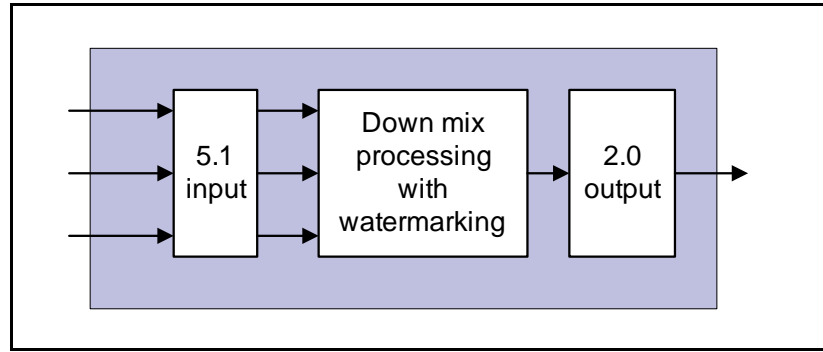 5.1
input
Down mix
processing
with
watermarking
2.0
output